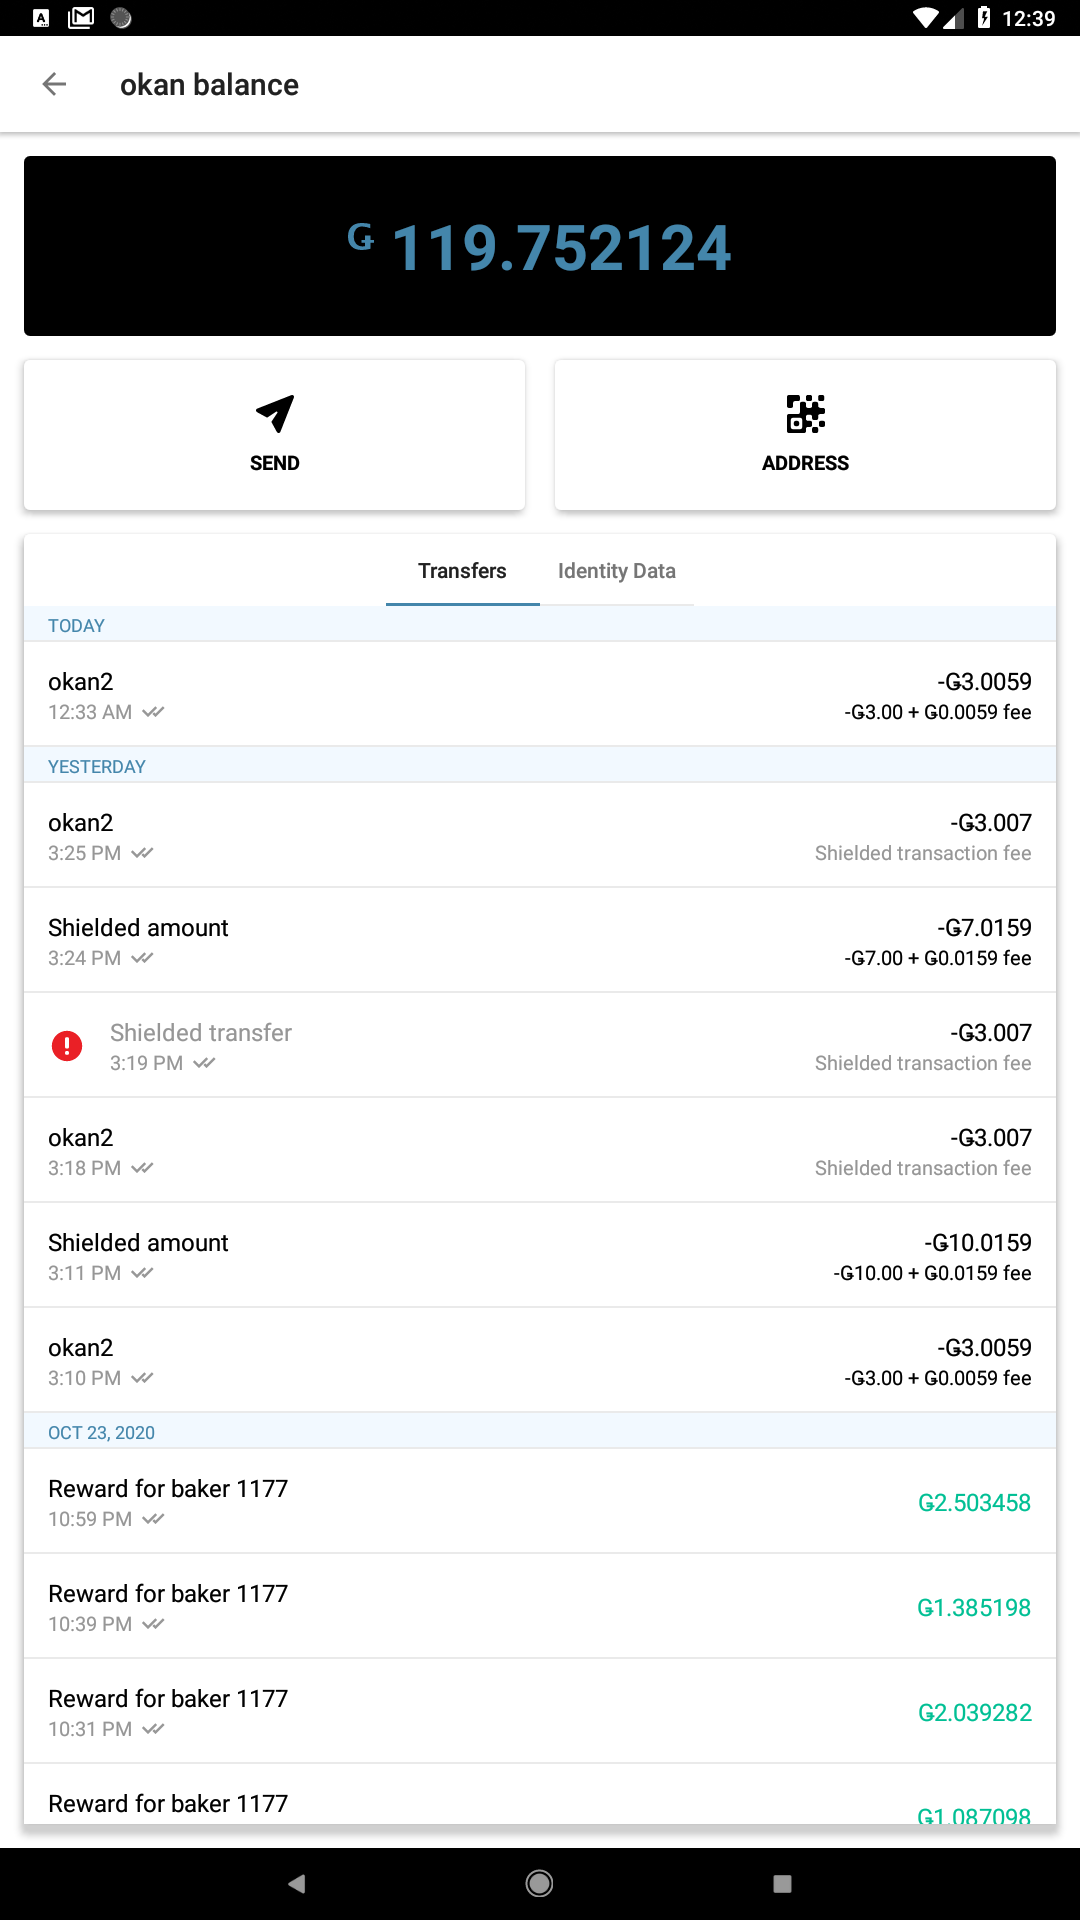 12:39
okan balance
Ǥ 119.752124
SEND
ADDRESS
Transfers
Identity Data
TODAY
okan2
-Ǥ3.0059
12:33 AM
-Ǥ3.00 + Ǥ0.0059 fee
YESTERDAY
okan2
-Ǥ3.007
3:25 PM
Shielded transaction fee
Shielded amount
-Ǥ7.0159
3:24 PM
-Ǥ7.00 + Ǥ0.0159 fee
Shielded transfer
-Ǥ3.007
3:19 PM
Shielded transaction fee
okan2
-Ǥ3.007
3:18 PM
Shielded transaction fee
Shielded amount
-Ǥ10.0159
3:11 PM
-Ǥ10.00 + Ǥ0.0159 fee
okan2
-Ǥ3.0059
3:10 PM
-Ǥ3.00 + Ǥ0.0059 fee
OCT 23, 2020
Reward for baker 1177
Ǥ2.503458
10:59 PM
Reward for baker 1177
Ǥ1.385198
10:39 PM
Reward for baker 1177
Ǥ2.039282
10:31 PM
Reward for baker 1177
Ǥ1.087098